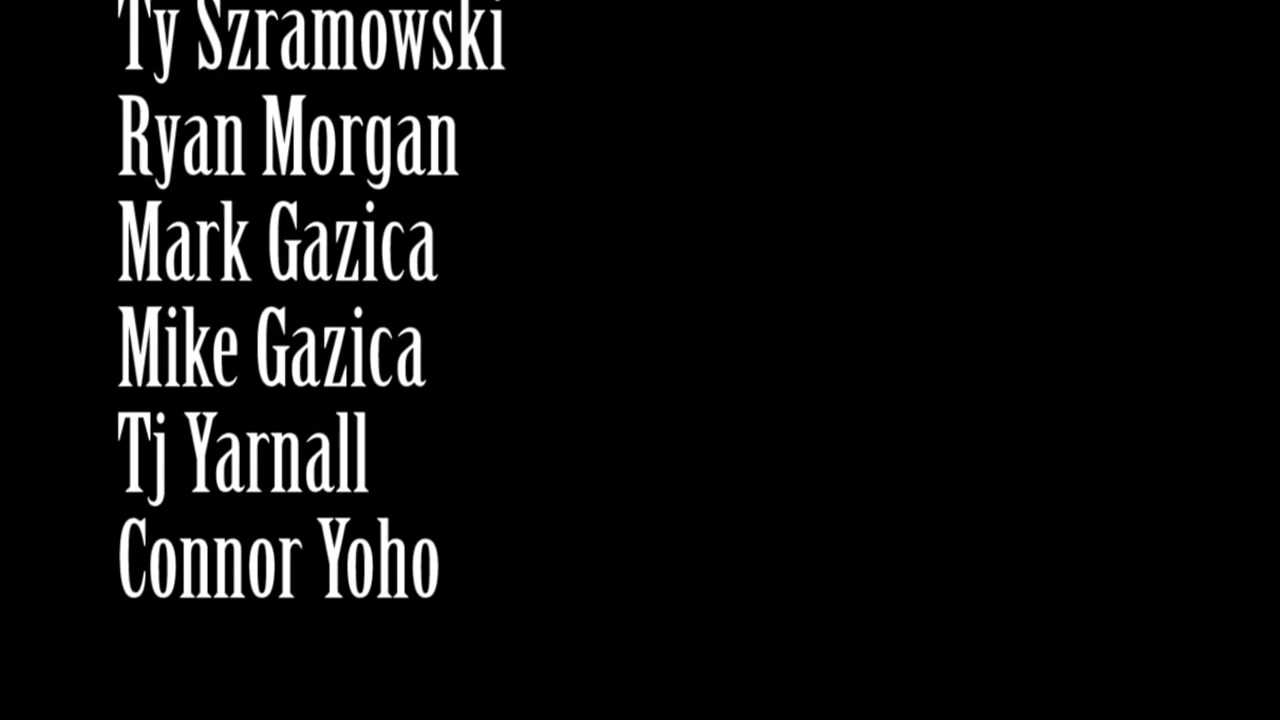 Ty Szramowski
Ryan Morgan
Mark Gazica
Mike Gazica
Tj Yarnall
Connor Yoho